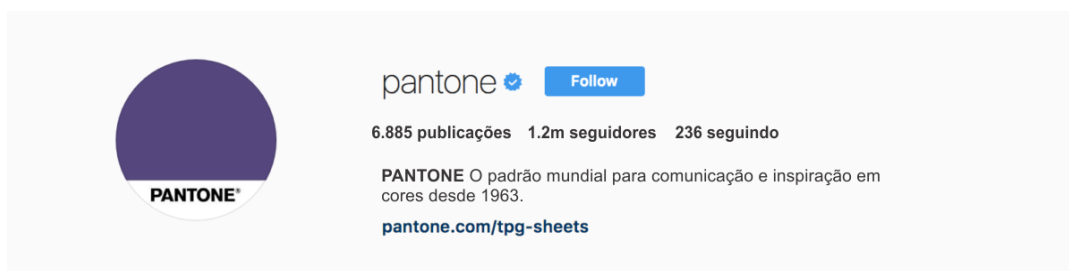 pantone Follow
6.885 publicações 1.2m seguidores 236 seguindo
PANTONE®
PANTONE O padrão mundial para comunicação e inspiração em
cores desde 1963.
pantone.com/tpg-sheets